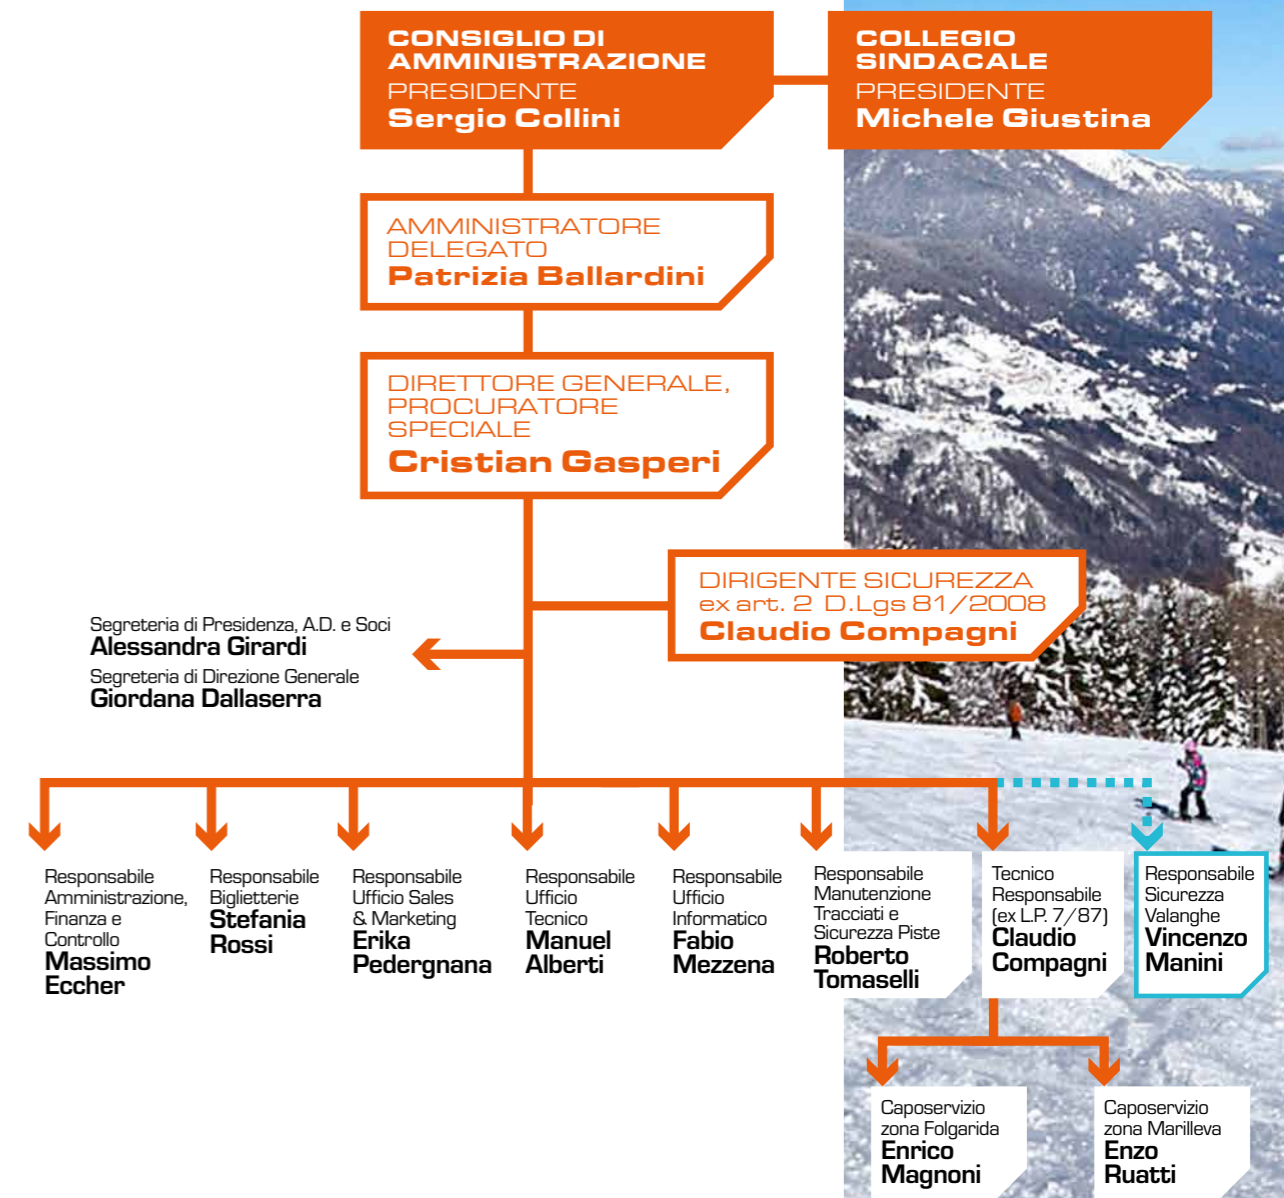 CONSIGLIO DI
AMMINISTRAZIONE
PRESIDENTE
Sergio Collini
COLLEGIO
SINDACALE
PRESIDENTE
Michele Giustina
AMMINISTRATORE
DELEGATO
Patrizia Ballardini
DIRETTORE GENERALE,
PROCURATORE
SPECIALE
Cristian Gasperi
DIRIGENTE SICUREZZA
ex art. 2 D.Lgs 81/2008
Claudio Compagni
Segreteria di Presidenza, A.D. e Soci
Alessandra Girardi
Segreteria di Direzione Generale
Giordana Dallaserra
Responsabile
Amministrazione,
Finanza e
Controllo
Massimo
Eccher
Responsabile
Biglietterie
Stefania
Rossi
Responsabile
Ufficio Sales
& Marketing
Erika
Pedergnana
Responsabile
Ufficio
Tecnico
Manuel
Alberti
Responsabile
Ufficio
Informatico
Fabio
Mezzena
Responsabile
Manutenzione
Tracciati e
Sicurezza Piste
Roberto
Tomaselli
Tecnico
Responsabile
(ex L.P. 7/87)
Claudio
Compagni
Responsabile
Sicurezza
Valanghe
Vincenzo
Manini
Caposervizio
zona Folgarida
Enrico
Magnoni
Caposervizio
zona Marilleva
Enzo
Ruatti